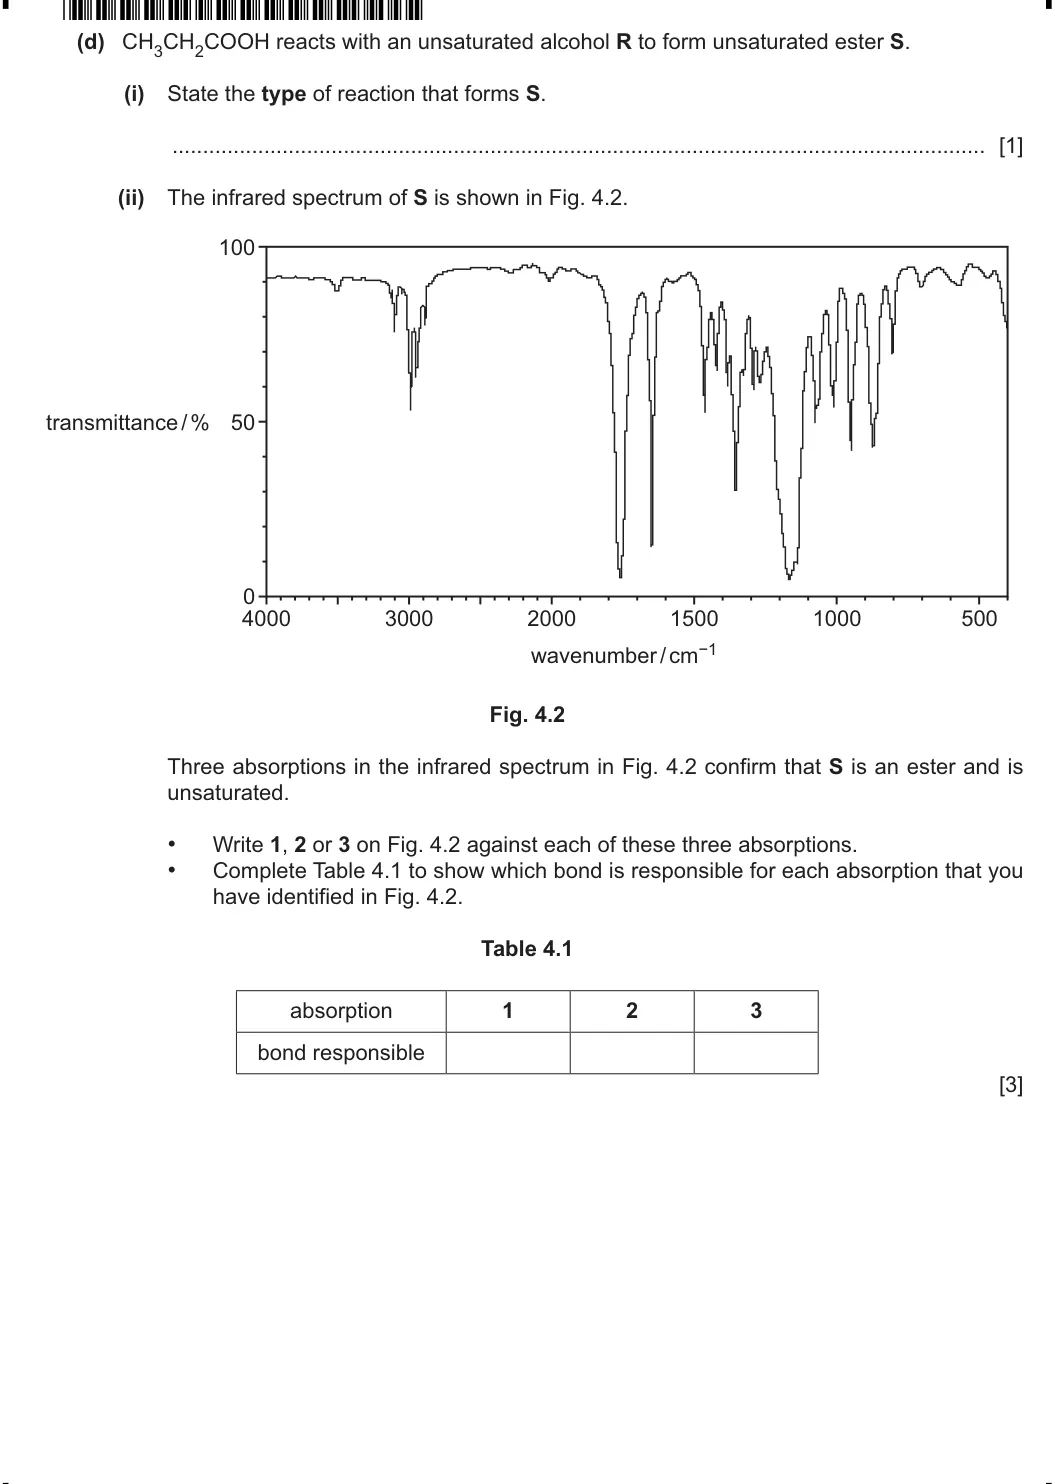 (d) CH3CH2COOH reacts with an unsaturated alcohol R to form unsaturated ester S.
(i) State the type of reaction that forms S.
.......................................................................................................................................... [1]
(ii) The infrared spectrum of S is shown in Fig. 4.2.
100
transmittance / % 50
0
4000 3000 2000 1500 1000 500
wavenumber / cm−1
Fig. 4.2
Three absorptions in the infrared spectrum in Fig. 4.2 confirm that S is an ester and is
unsaturated.
• Write 1, 2 or 3 on Fig. 4.2 against each of these three absorptions.
• Complete Table 4.1 to show which bond is responsible for each absorption that you
have identified in Fig. 4.2.
Table 4.1
absorption 1 2 3
bond responsible
[3]